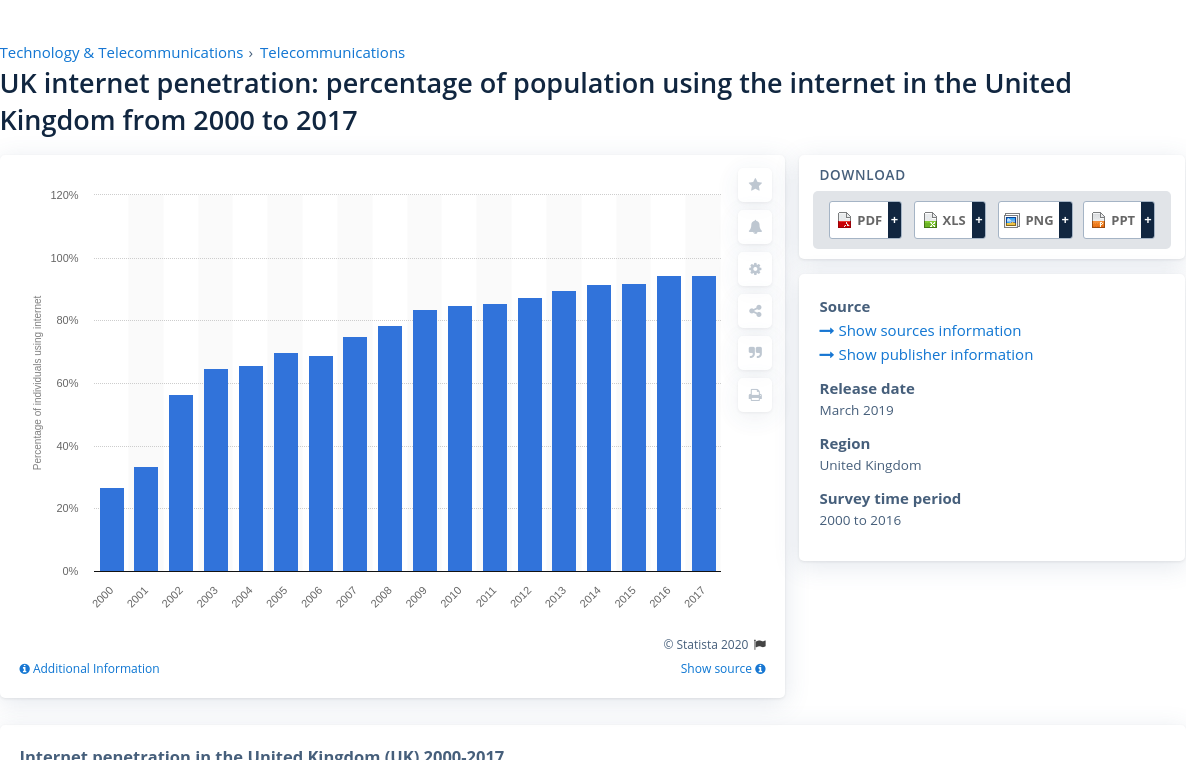 Technology & Telecommunications › Telecommunications
UK internet penetration: percentage of population using the internet in the United
Kingdom from 2000 to 2017
120%
100%
80%
60%
40%
20%
0%
Percentage of individuals using internet
2000 2001 2002 2003 2004 2005 2006 2007 2008 2009 2010 2011 2012 2013 2014 2015 2016 2017
© Statista 2020
Additional Information
Show source
DOWNLOAD
PDF + XLS + PNG + PPT +
Source
Show sources information
Show publisher information
Release date
March 2019
Region
United Kingdom
Survey time period
2000 to 2016
Internet penetration in the United Kingdom (UK) 2000-2017